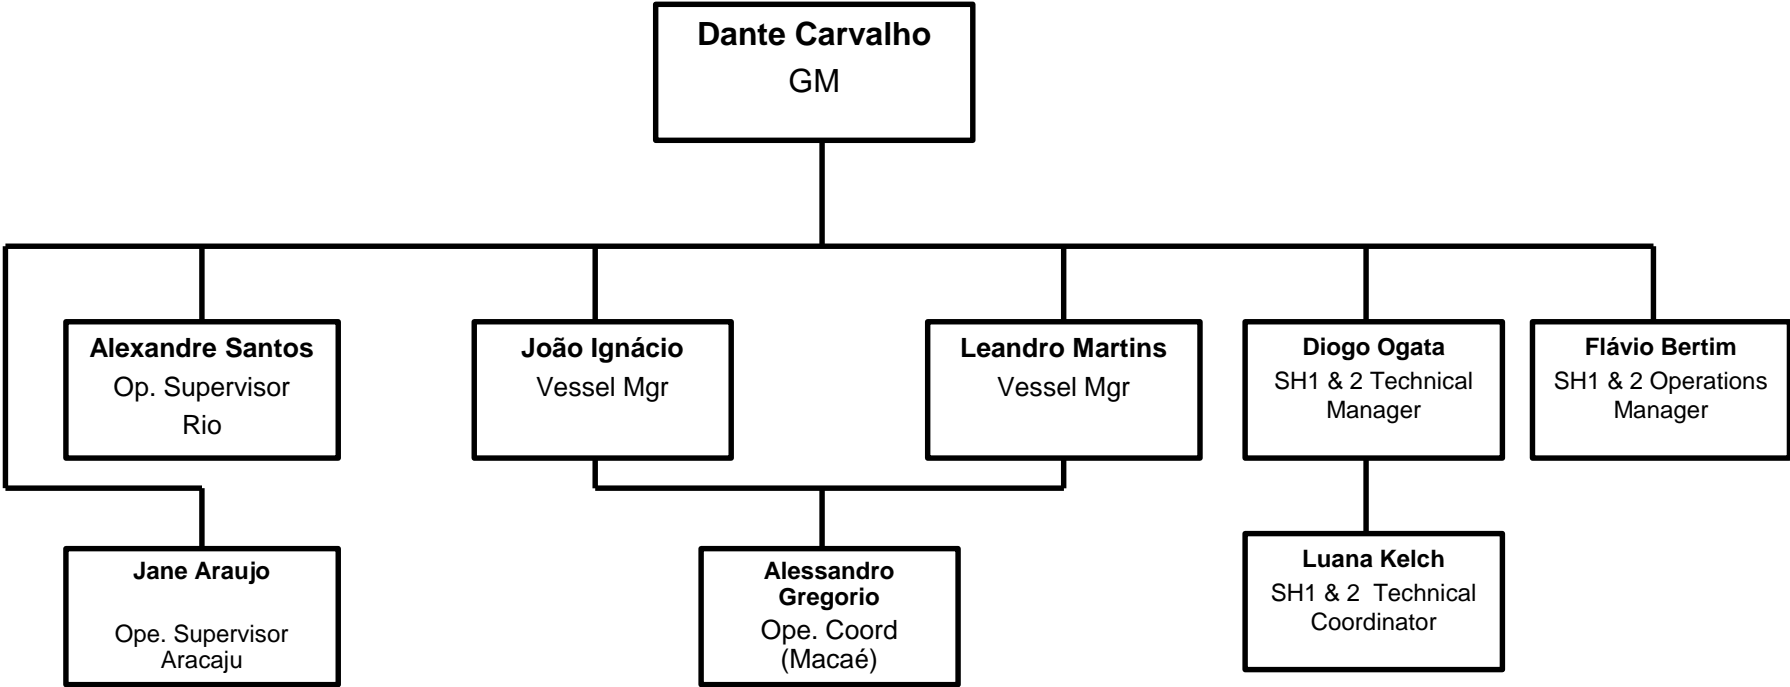 Dante Carvalho
GM
Alexandre Santos
Op. Supervisor
Rio
João Ignácio
Vessel Mgr
Leandro Martins
Vessel Mgr
Diogo Ogata
SH1 & 2 Technical
Manager
Flávio Bertim
SH1 & 2 Operations
Manager
Jane Araujo
Ope. Supervisor
Aracaju
Alessandro
Gregorio
Ope. Coord
(Macaé)
Luana Kelch
SH1 & 2  Technical
Coordinator